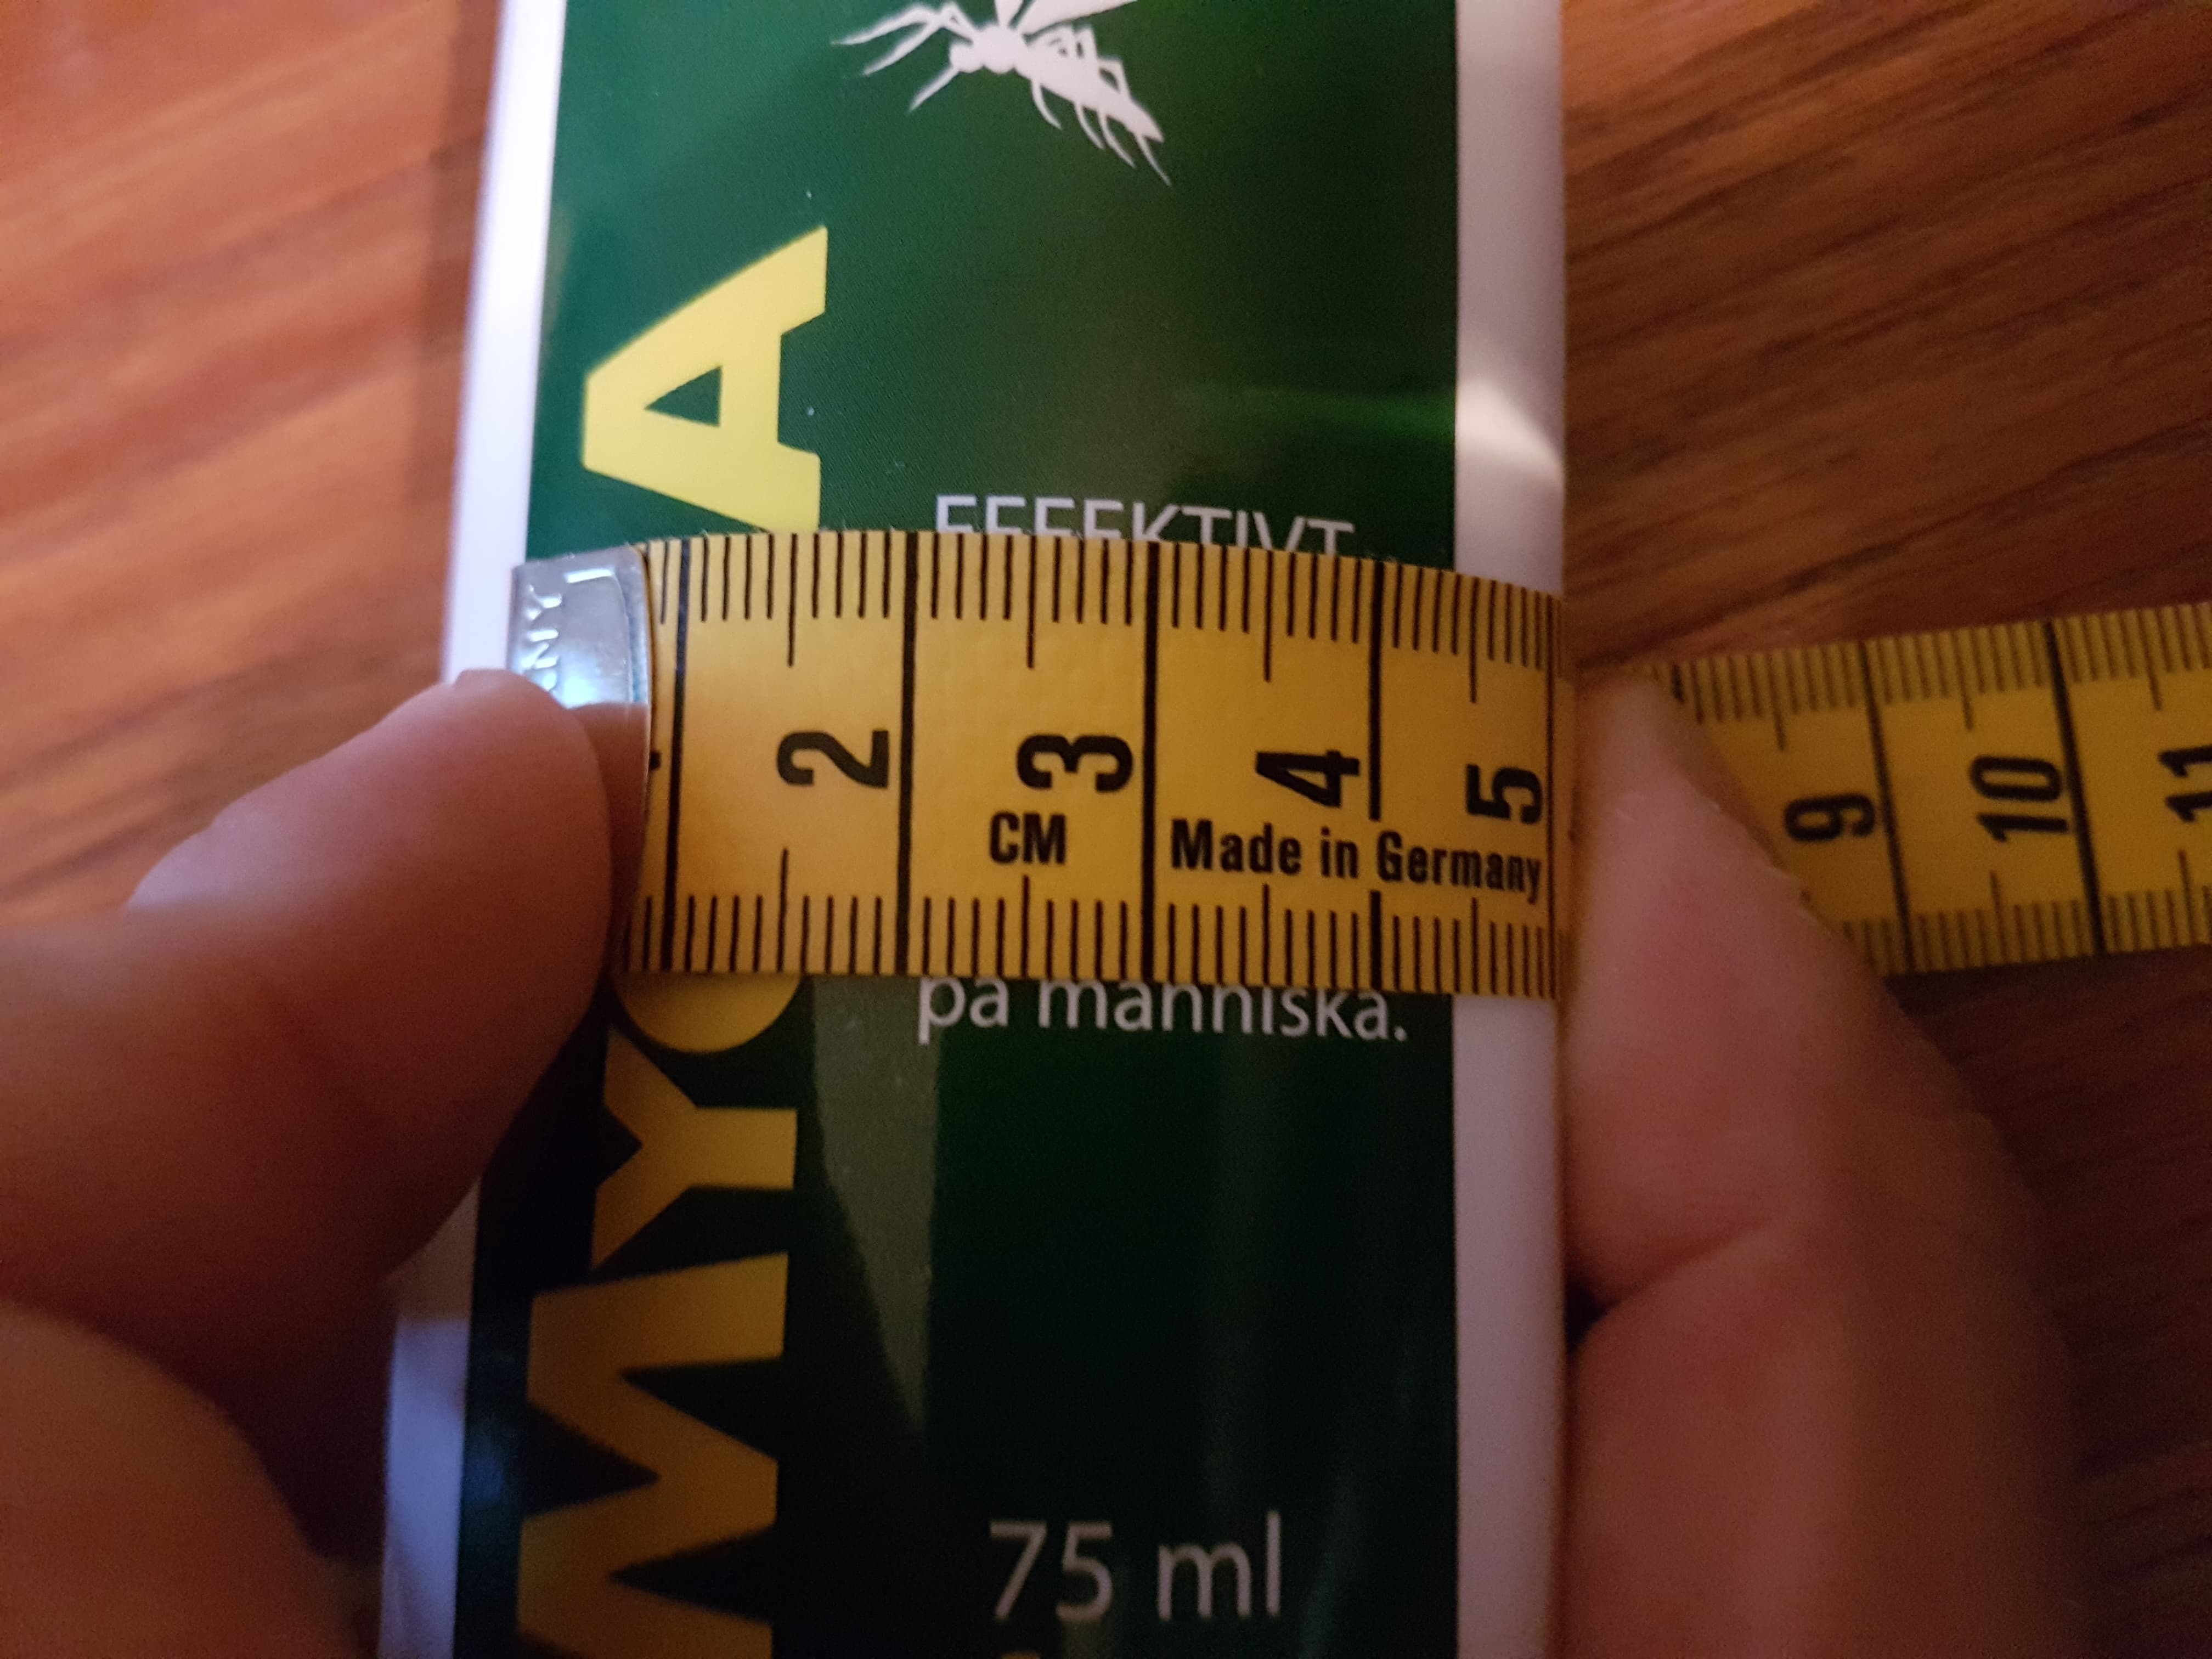 A
EFFEKTIVT
2 3 4 5
9 10 11
CM Made in Germany
på människa.
MYG
75 ml